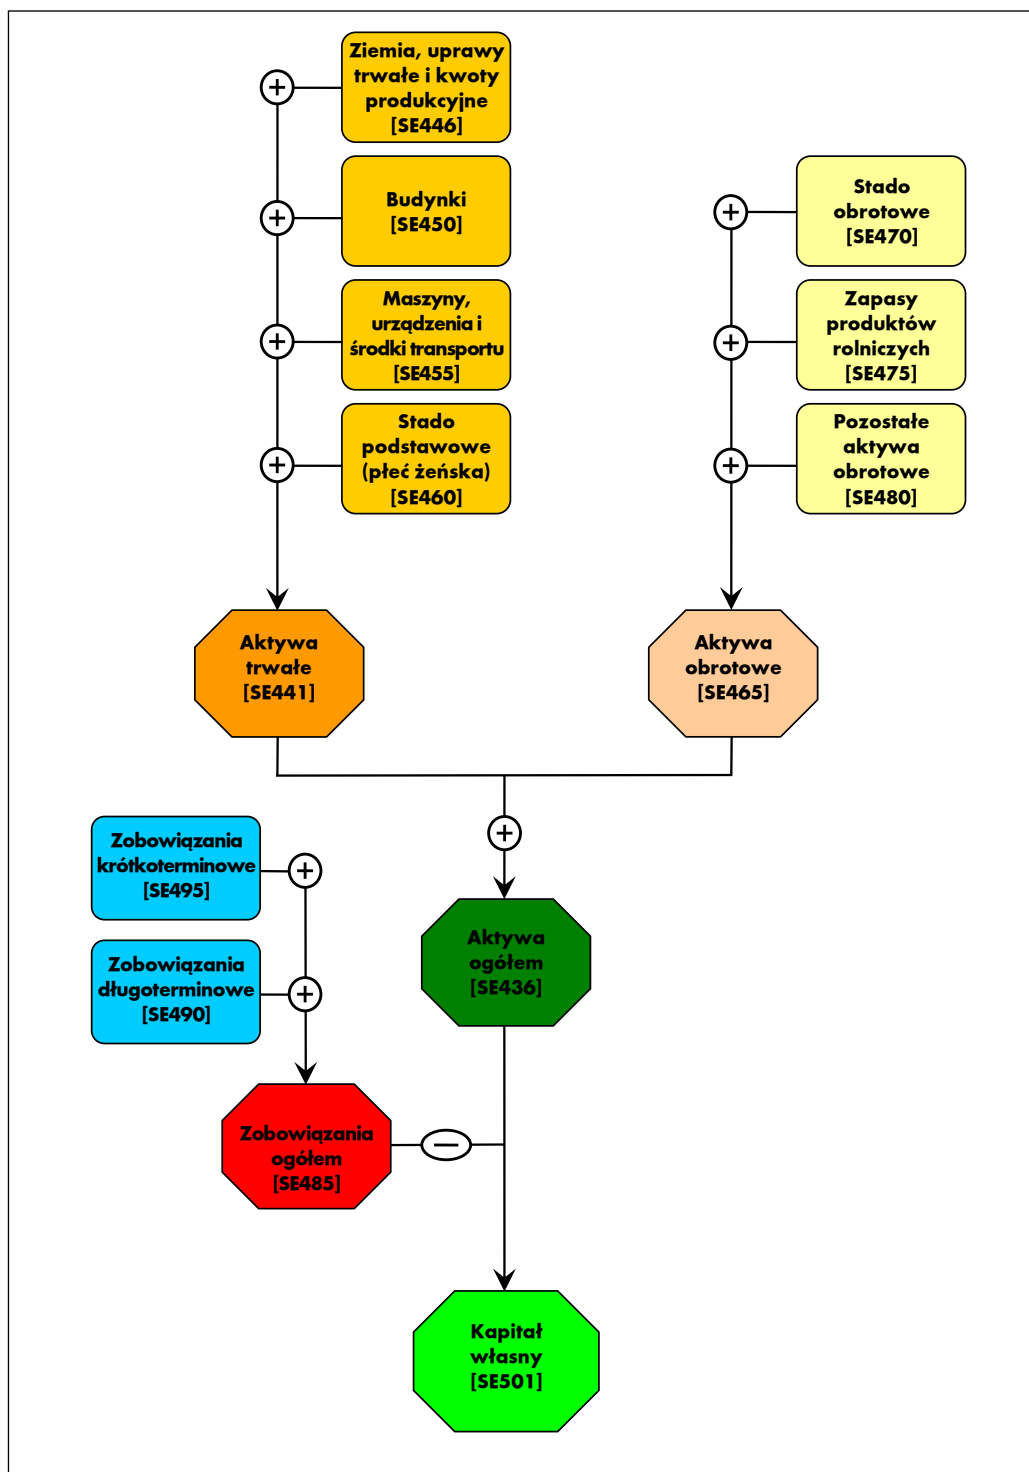 Ziemia, uprawy
trwałe i kwoty
produkcyjne
[SE446]
Budynki
[SE450]
Maszyny,
urządzenia i
środki transportu
[SE455]
Stado
podstawowe
(płeć żeńska)
[SE460]
Stado
obrotowe
[SE470]
Zapasy
produktów
rolniczych
[SE475]
Pozostałe
aktywa
obrotowe
[SE480]
Aktywa
trwałe
[SE441]
Aktywa
obrotowe
[SE465]
Zobowiązania
krótkoterminowe
[SE495]
Zobowiązania
długoterminowe
[SE490]
Aktywa
ogółem
[SE436]
Zobowiązania
ogółem
[SE485]
Kapitał
własny
[SE501]